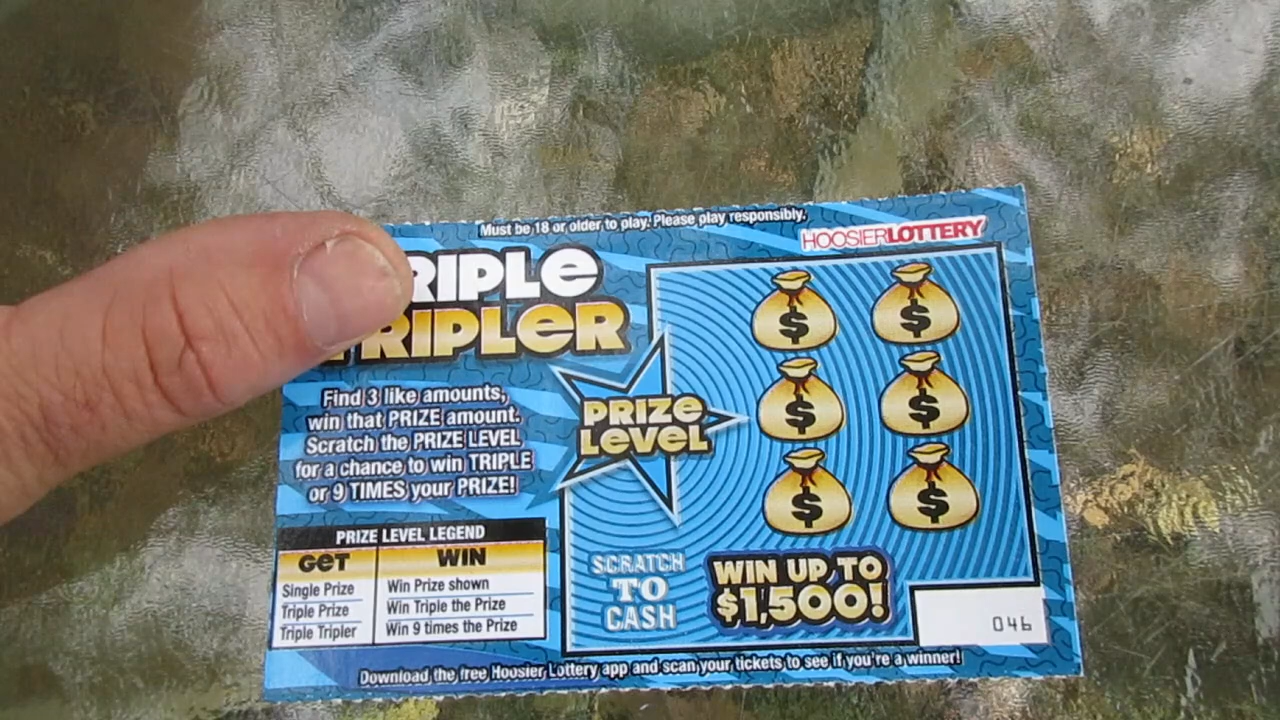 Must be 18 or older to play. Please play responsibly.
HOOSIERLOTTERY
RIPLE
TRIPLER
Find 3 like amounts,
win that PRIZE amount.
Scratch the PRIZE LEVEL
for a chance to win TRIPLE
or 9 TIMES your PRIZE!
PRIZE LEVEL LEGEND
GET WIN
Single Prize Win Prize shown
Triple Prize Win Triple the Prize
Triple Tripler Win 9 times the Prize
PRIZE
LEVEL
$ $
$ $
$ $
SCRATCH
TO
CASH
WIN UP TO
$1,500!
046
Download the free Hoosier Lottery app and scan your tickets to see if you're a winner!